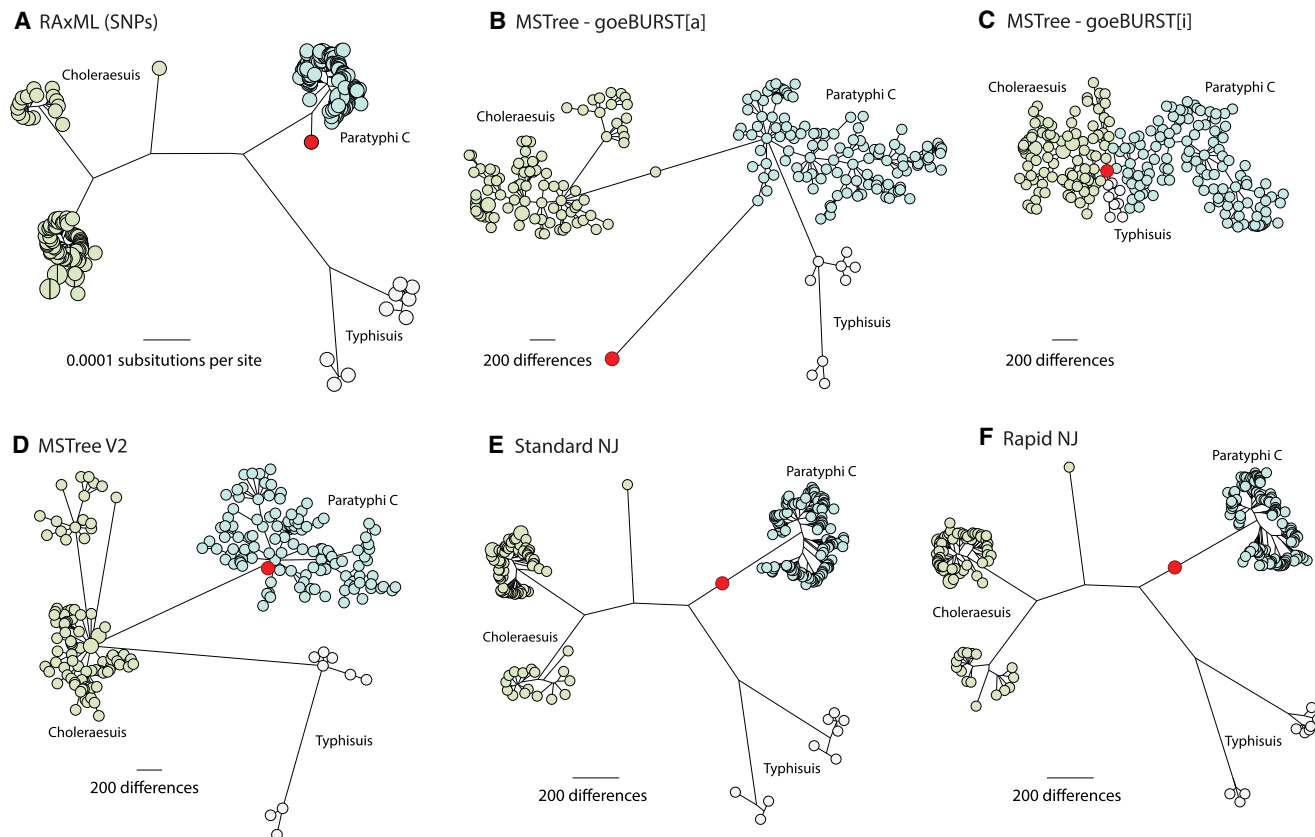 A RAxML (SNPs)
Choleraesuis
Paratyphi C
Typhisuis
0.0001 subsitutions per site
B MSTree - goeBURST[a]
Choleraesuis
Paratyphi C
Typhisuis
200 differences
C MSTree - goeBURST[i]
Choleraesuis
Paratyphi C
Typhisuis
200 differences
D MSTree V2
Paratyphi C
Choleraesuis
Typhisuis
200 differences
E Standard NJ
Paratyphi C
Choleraesuis
Typhisuis
200 differences
F Rapid NJ
Paratyphi C
Choleraesuis
Typhisuis
200 differences